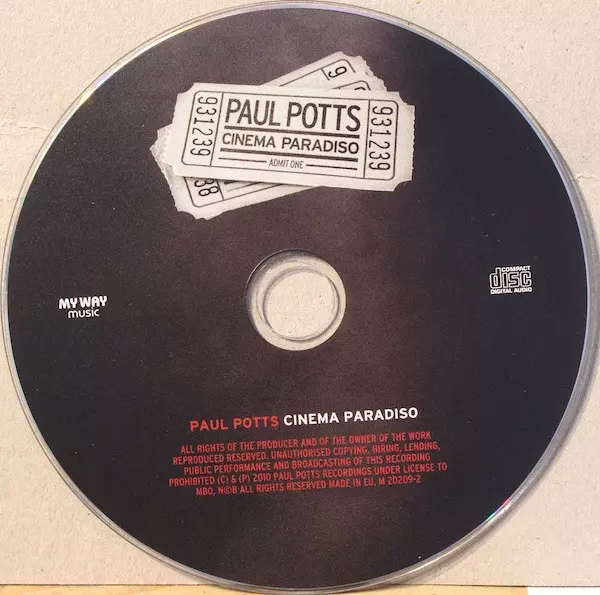 9
931239
PAUL POTTS
CINEMA PARADISO
ADMIT ONE
931239
38
MY WAY
music
COMPACT
disc
DIGITAL AUDIO
PAUL POTTS CINEMA PARADISO
ALL RIGHTS OF THE PRODUCER AND OF THE OWNER OF THE WORK
REPRODUCED RESERVED. UNAUTHORISED COPYING, HIRING, LENDING,
PUBLIC PERFORMANCE AND BROADCASTING OF THIS RECORDING
PROHIBITED (C) & (P) 2010 PAUL POTTS RECORDINGS UNDER LICENSE TO
MBO, N©B ALL RIGHTS RESERVED MADE IN EU. M 20209-2